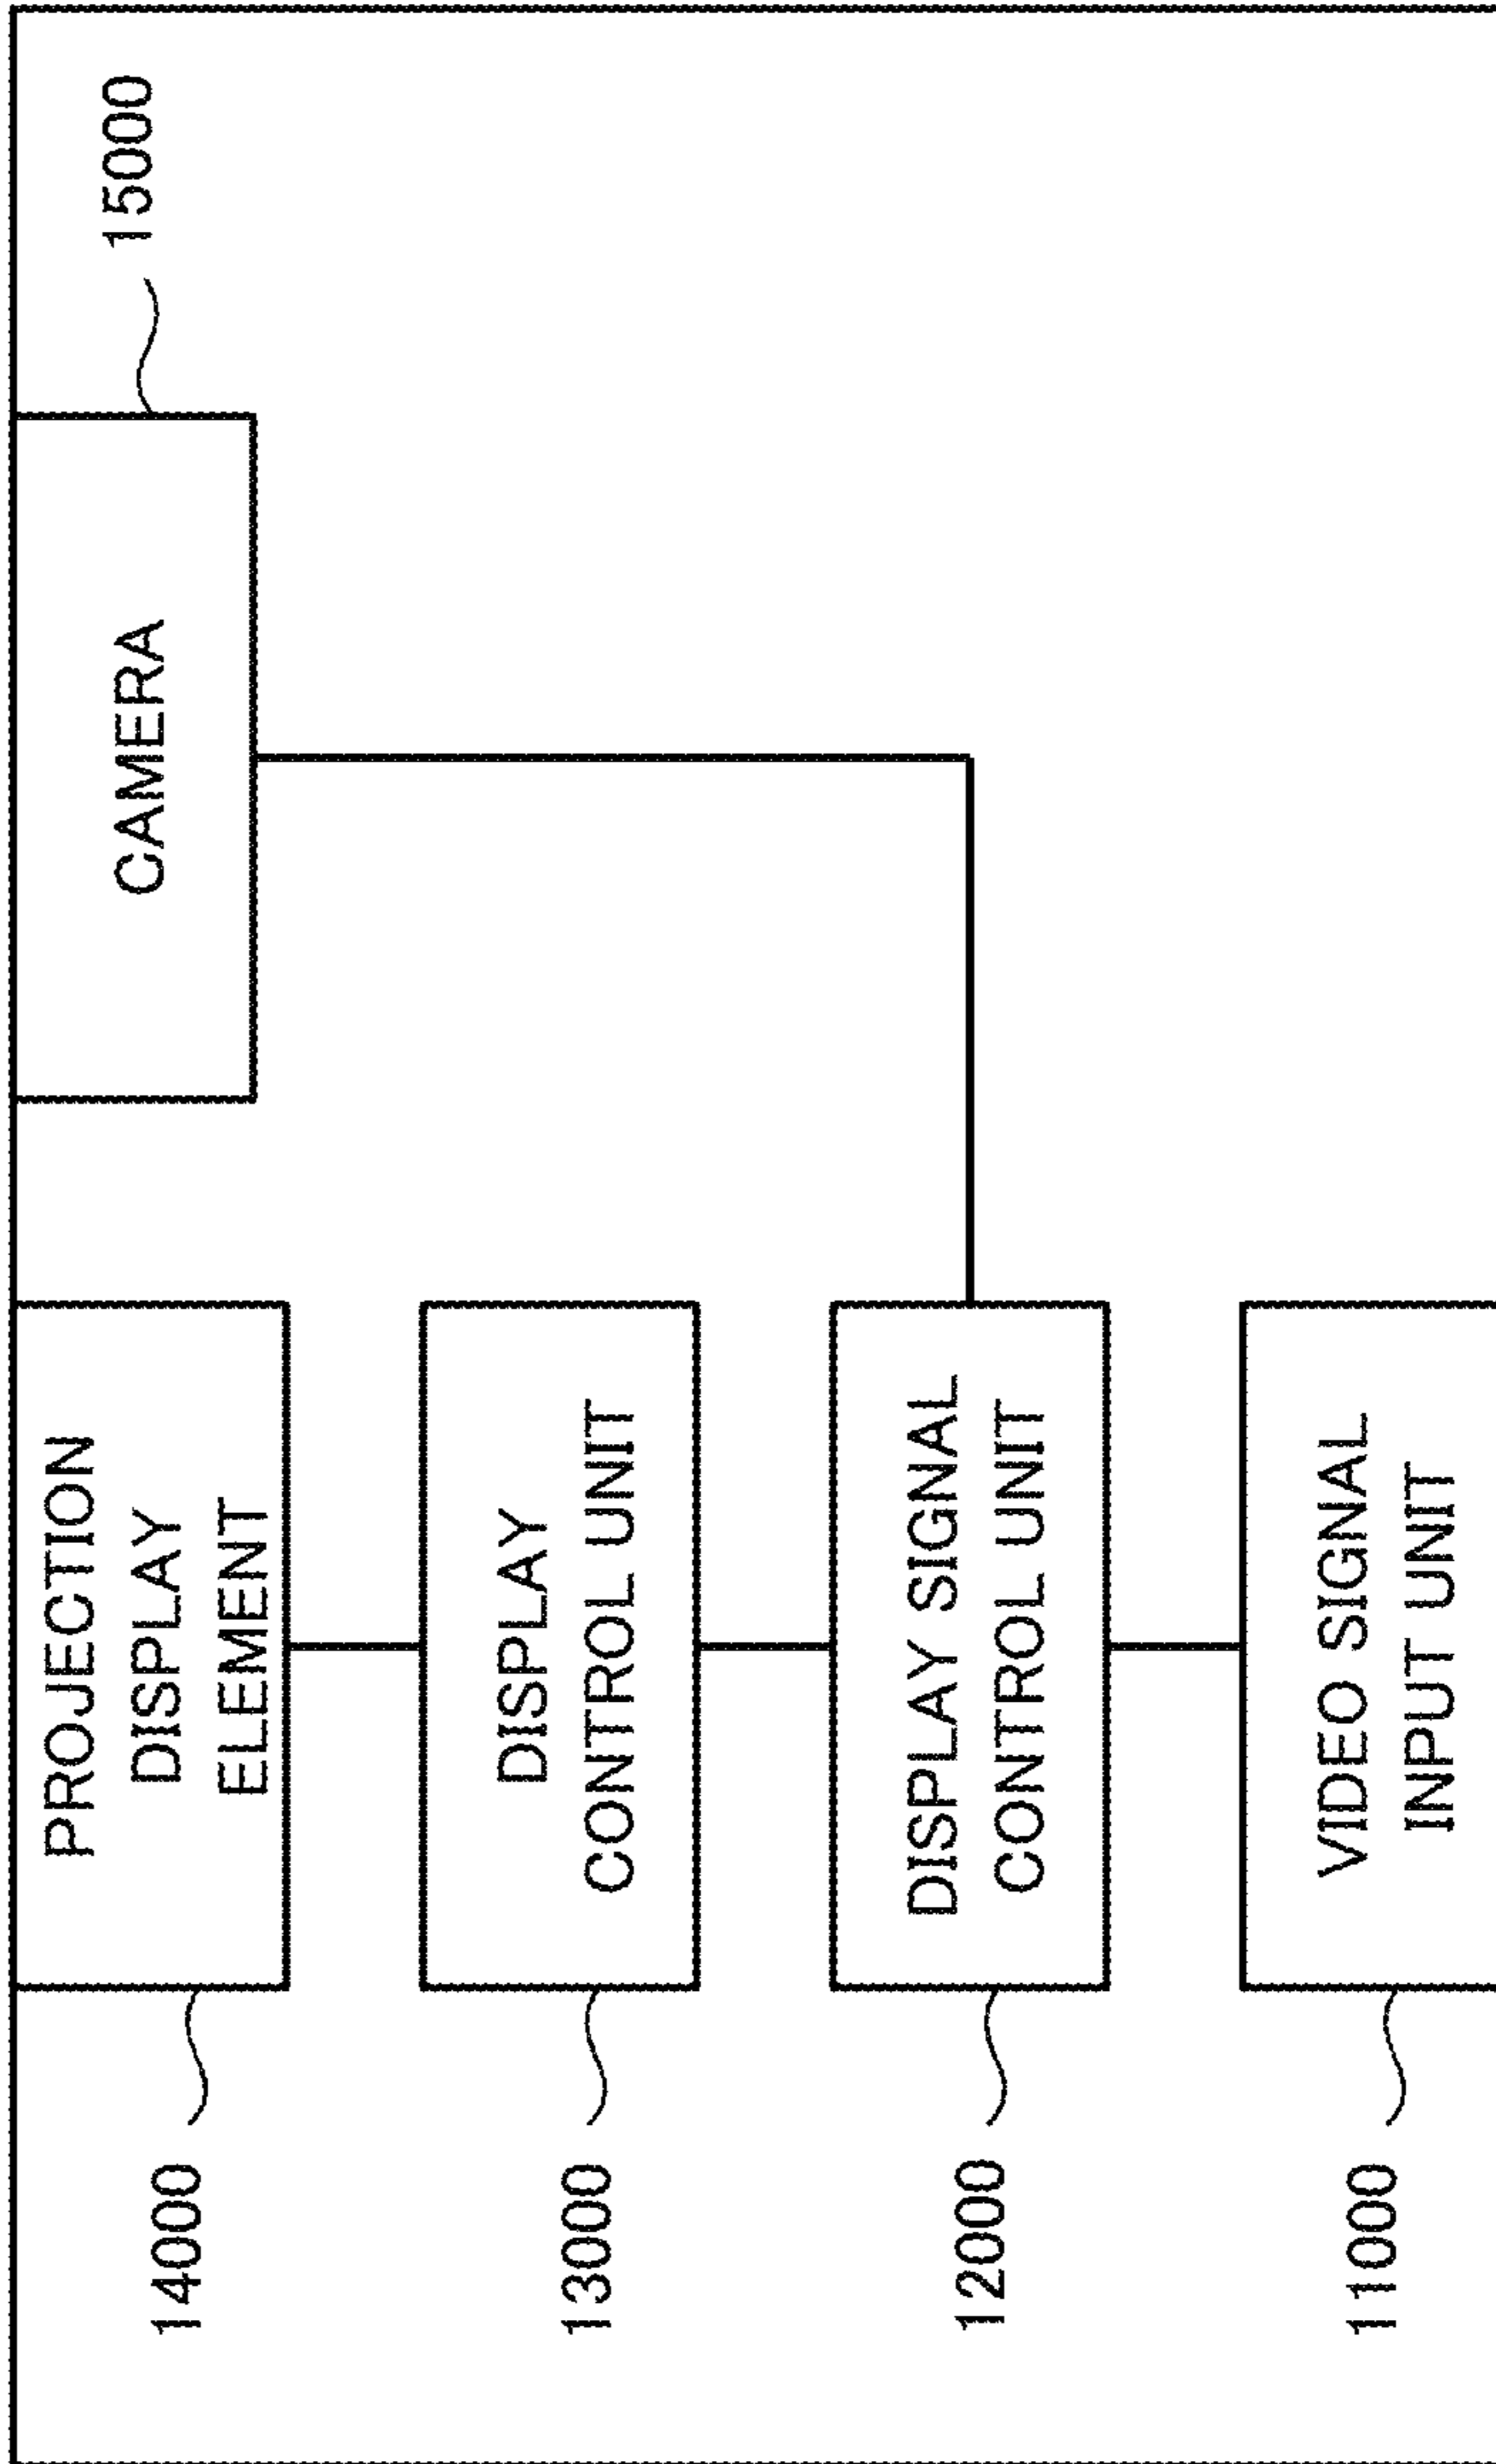 PROJECTION
DISPLAY
ELEMENT
14000
DISPLAY
CONTROL UNIT
13000
DISPLAY SIGNAL
CONTROL UNIT
12000
VIDEO SIGNAL
INPUT UNIT
11000
CAMERA
15000